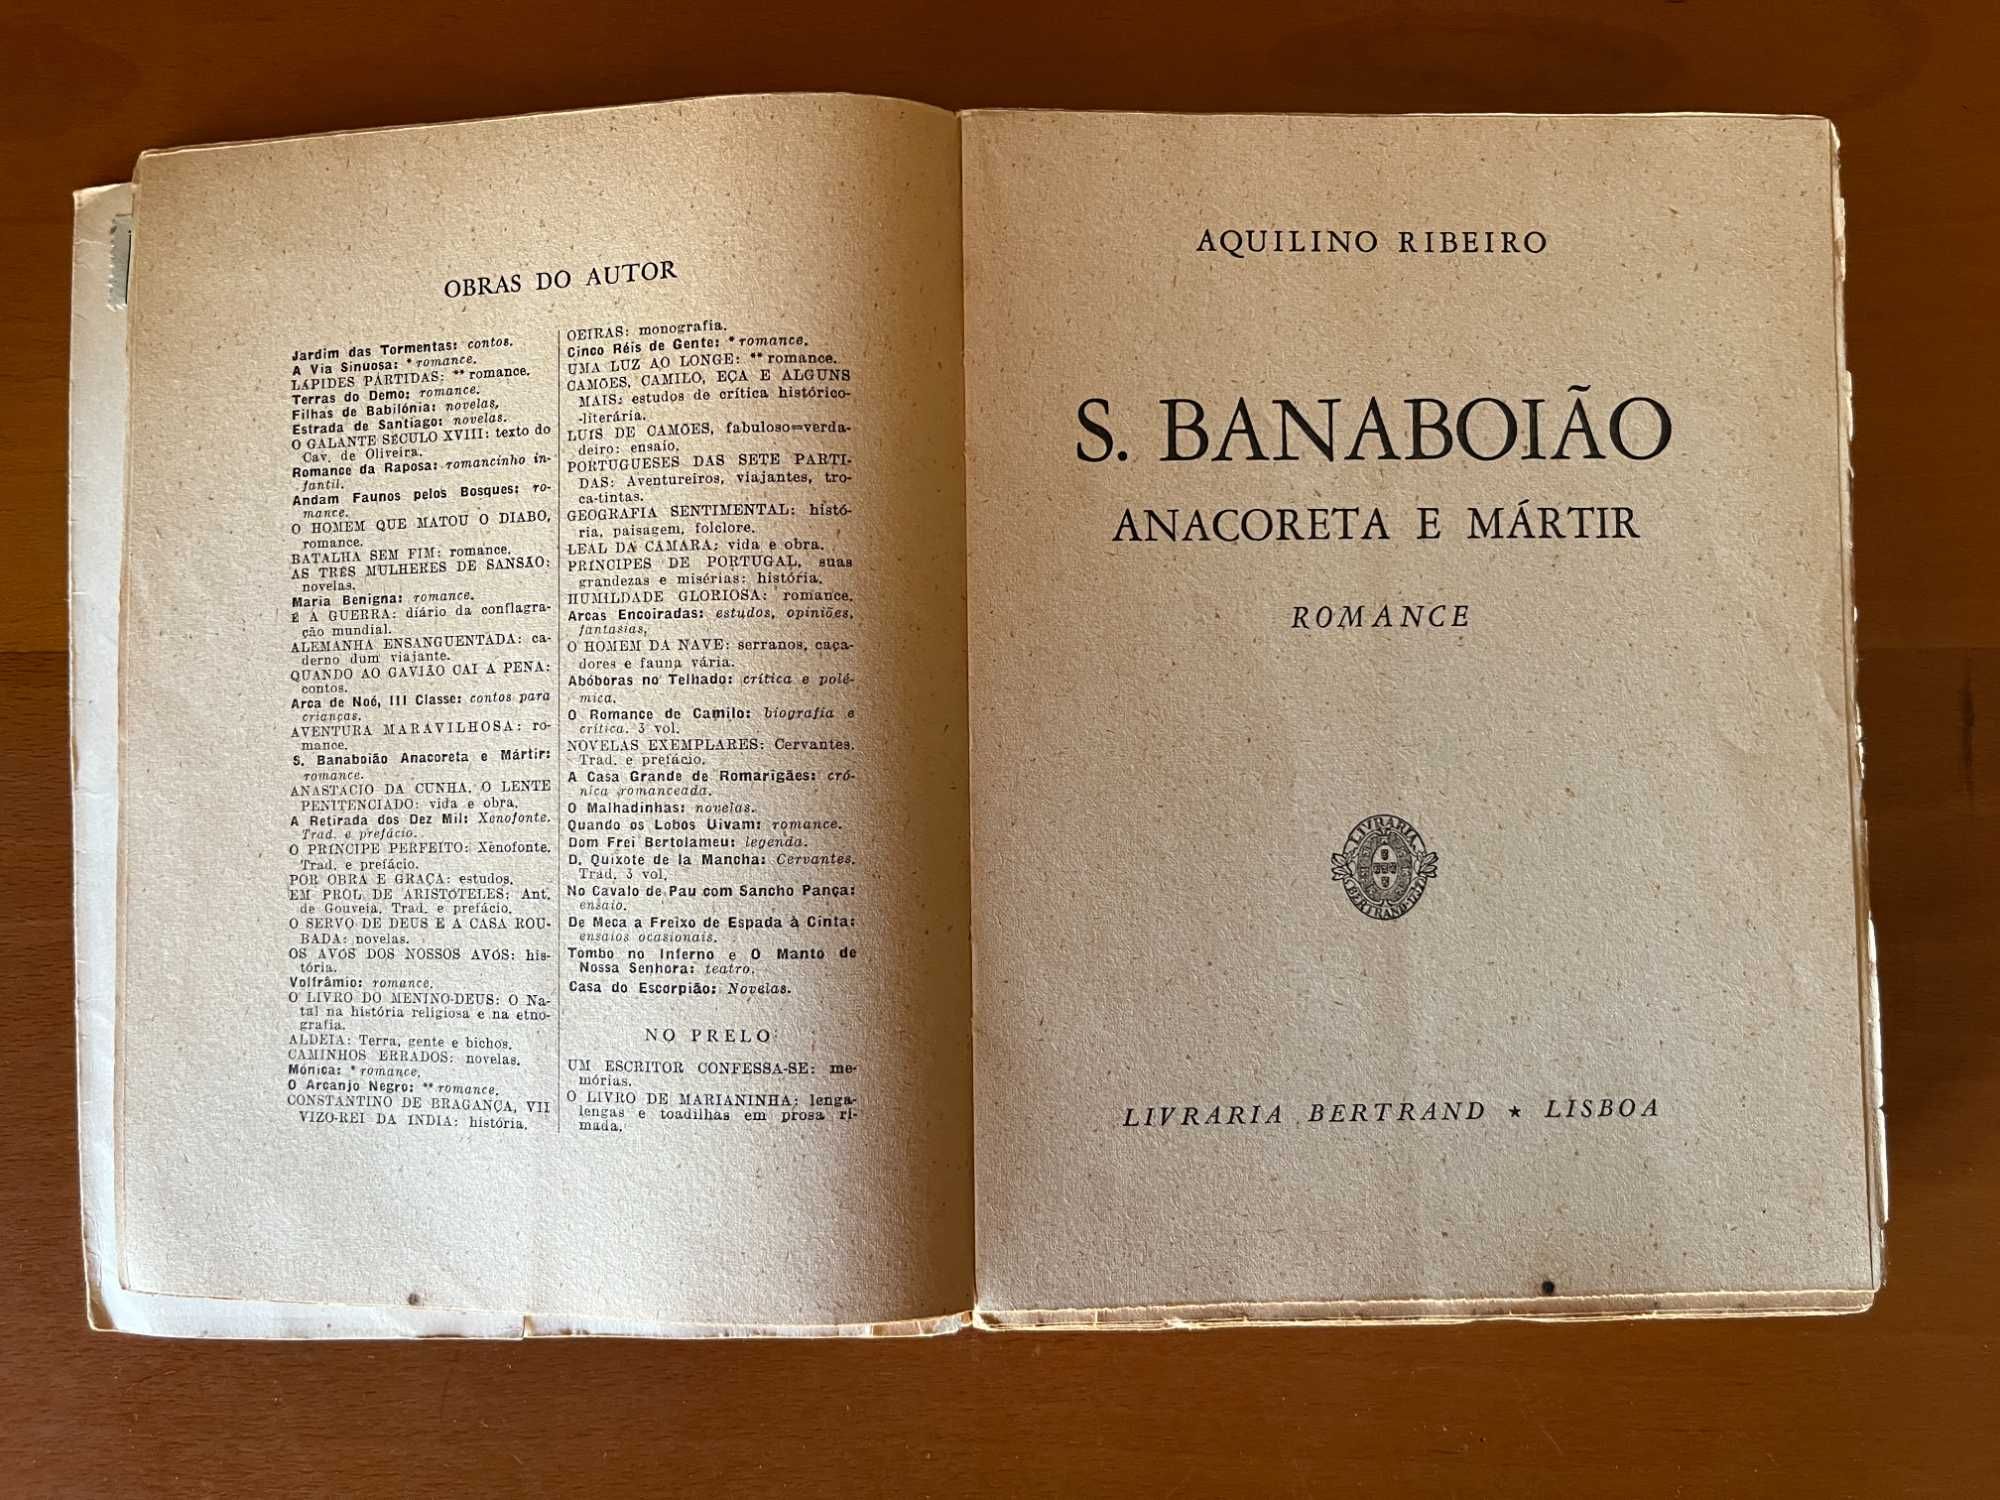 OBRAS DO AUTOR
Jardim das Tormentas: contos.
A Via Sinuosa: * romance.
LÁPIDES PARTIDAS: ** romance.
Terras do Demo: romance.
Filhas de Babilónia: novelas.
Estrada de Santiago: novelas.
O GALANTE SÉCULO XVIII: texto do
Cav. de Oliveira.
Romance da Raposa: romancinho in-
fantil.
Andam Faunos pelos Bosques: ro-
mance.
O HOMEM QUE MATOU O DIABO,
romance.
BATALHA SEM FIM: romance.
AS TRÊS MULHERES DE SANSÃO:
novelas.
Maria Benigna: romance.
É A GUERRA: diário da conflagra-
ção mundial.
ALEMANHA ENSANGUENTADA: ca-
derno dum viajante.
QUANDO AO GAVIÃO CAI A PENA:
contos.
Arca de Noé, III Classe: contos para
crianças.
AVENTURA MARAVILHOSA: ro-
mance.
S. Banaboião Anacoreta e Mártir:
romance.
ANASTÁCIO DA CUNHA, O LENTE
PENITENCIADO: vida e obra.
A Retirada dos Dez Mil: Xenofonte.
Trad. e prefácio.
O PRÍNCIPE PERFEITO: Xenofonte.
Trad. e prefácio.
POR OBRA E GRAÇA: estudos.
EM PROL DE ARISTÓTELES: Ant.
de Gouveia. Trad. e prefácio.
O SERVO DE DEUS E A CASA ROU-
BADA: novelas.
OS AVÓS DOS NOSSOS AVÓS: his-
tória.
Volfrâmio: romance.
O LIVRO DO MENINO-DEUS: O Na-
tal na história religiosa e na etno-
grafia.
ALDEIA: Terra, gente e bichos.
CAMINHOS ERRADOS: novelas.
Mónica: * romance.
O Arcanjo Negro: ** romance.
CONSTANTINO DE BRAGANÇA, VII
VIZO-REI DA ÍNDIA: história.
OEIRAS: monografia.
Cinco Réis de Gente: * romance.
UMA LUZ AO LONGE: ** romance.
CAMÕES, CAMILO, EÇA E ALGUNS
MAIS: estudos de crítica histórico-
-literária.
LUÍS DE CAMÕES, fabuloso=verda-
deiro: ensaio.
PORTUGUESES DAS SETE PARTI-
DAS: Aventureiros, viajantes, tro-
ca-tintas.
GEOGRAFIA SENTIMENTAL: histó-
ria, paisagem, folclore.
LEAL DA CÂMARA: vida e obra.
PRÍNCIPES DE PORTUGAL, suas
grandezas e misérias: história.
HUMILDADE GLORIOSA: romance.
Arcas Encoiradas: estudos, opiniões,
fantasias,
O HOMEM DA NAVE: serranos, caça-
dores e fauna vária.
Abóboras no Telhado: crítica e polé-
mica.
O Romance de Camilo: biografia e
crítica. 3 vol.
NOVELAS EXEMPLARES: Cervantes.
Trad. e prefácio.
A Casa Grande de Romarigães: cró-
nica romanceada.
O Malhadinhas: novelas.
Quando os Lobos Uivam: romance.
Dom Frei Bertolameu: legenda.
D. Quixote de la Mancha: Cervantes.
Trad. 3 vol.
No Cavalo de Pau com Sancho Pança:
ensaio.
De Meca a Freixo de Espada à Cinta:
ensaios ocasionais.
Tombo no Inferno e O Manto de
Nossa Senhora: teatro.
Casa do Escorpião: Novelas.
NO PRELO
UM ESCRITOR CONFESSA-SE: me-
mórias.
O LIVRO DE MARIANINHA: lenga-
lengas e toadilhas em prosa ri-
mada.
AQUILINO RIBEIRO
S. BANABOIÃO
ANACORETA E MÁRTIR
ROMANCE
LIVRARIA
BERTRAND
LIVRARIA BERTRAND ★ LISBOA